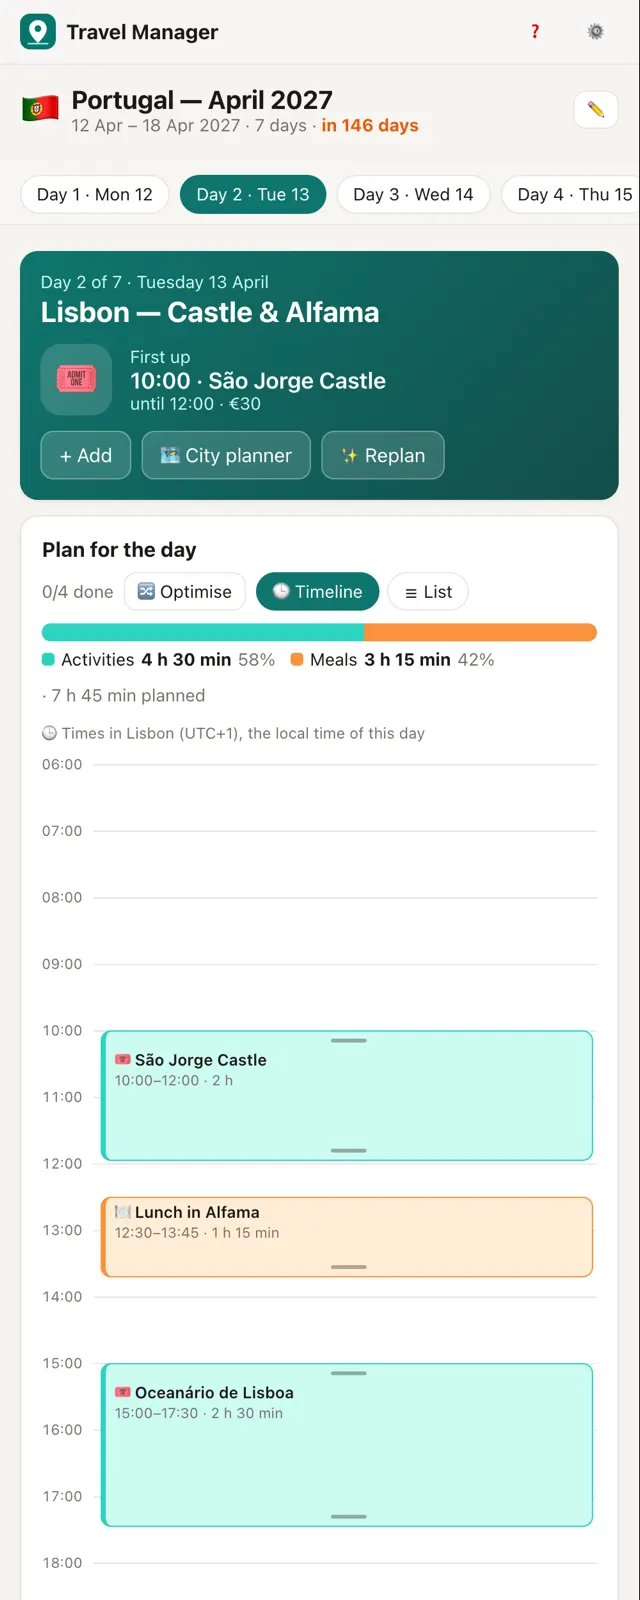 Travel Manager
?
Portugal — April 2027
12 Apr – 18 Apr 2027 · 7 days · in 146 days
Day 1 · Mon 12
Day 2 · Tue 13
Day 3 · Wed 14
Day 4 · Thu 15
Day 2 of 7 · Tuesday 13 April
Lisbon — Castle & Alfama
ADMIT ONE
First up
10:00 · São Jorge Castle
until 12:00 · €30
+ Add
City planner
Replan
Plan for the day
0/4 done
Optimise
Timeline
≡ List
Activities 4 h 30 min 58%
Meals 3 h 15 min 42%
· 7 h 45 min planned
Times in Lisbon (UTC+1), the local time of this day
06:00
07:00
08:00
09:00
10:00
São Jorge Castle
10:00–12:00 · 2 h
11:00
12:00
Lunch in Alfama
13:00
12:30–13:45 · 1 h 15 min
14:00
15:00
Oceanário de Lisboa
15:00–17:30 · 2 h 30 min
16:00
17:00
18:00